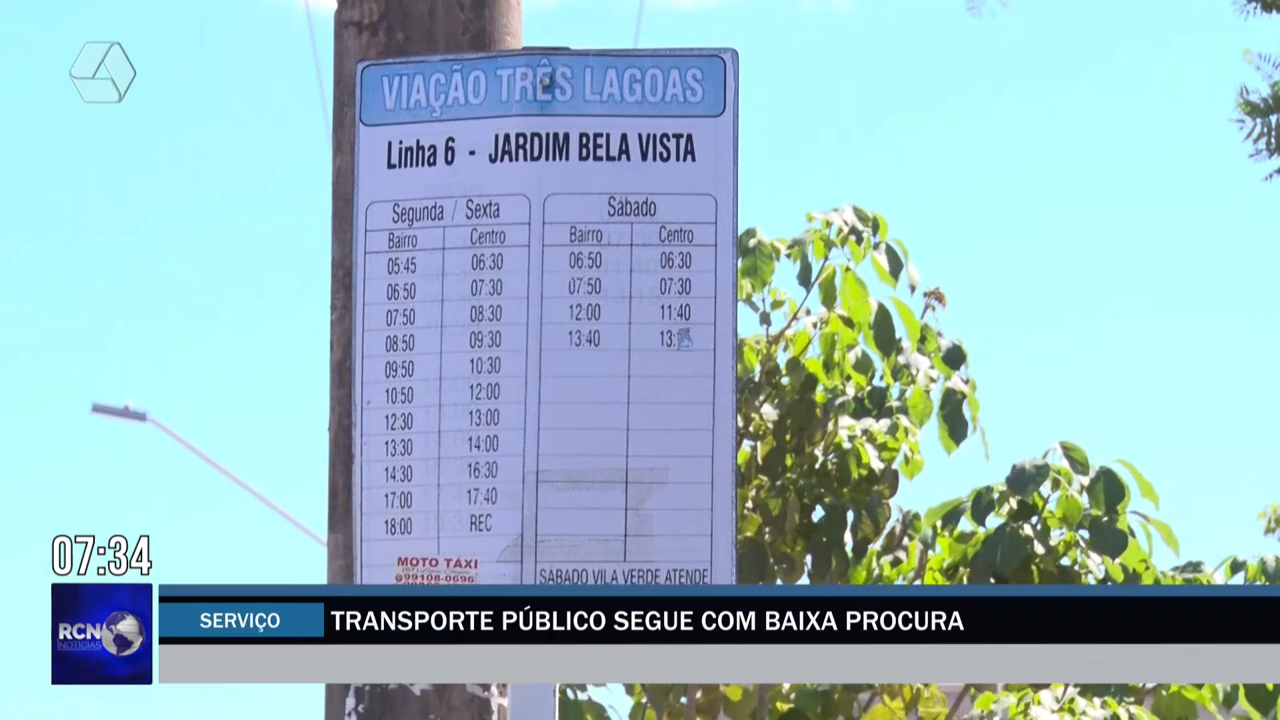 VIAÇÃO TRÊS LAGOAS
Linha 6 - JARDIM BELA VISTA
Segunda / Sexta
Sábado
Bairro Centro Bairro Centro
05:45 06:30 06:50 06:30
06:50 07:30 07:50 07:30
07:50 08:30 12:00 11:40
08:50 09:30 13:40 13:
09:50 10:30
10:50 12:00
12:30 13:00
13:30 14:00
14:30 16:30
17:00 17:40
18:00 REC
MOTO TÁXI
99108-0696
SÁBADO VILA VERDE ATENDE
07:34
RCN
NOTÍCIAS
SERVIÇO
TRANSPORTE PÚBLICO SEGUE COM BAIXA PROCURA